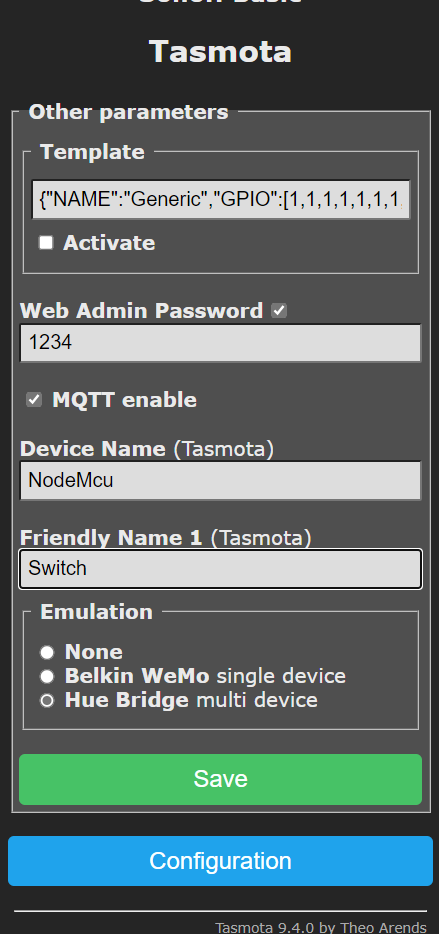 Sonoff Basic
Tasmota
Other parameters
Template
{"NAME":"Generic","GPIO":[1,1,1,1,1,1,1
Activate
Web Admin Password
1234
MQTT enable
Device Name (Tasmota)
NodeMcu
Friendly Name 1 (Tasmota)
Switch
Emulation
None
Belkin WeMo single device
Hue Bridge multi device
Save
Configuration
Tasmota 9.4.0 by Theo Arends